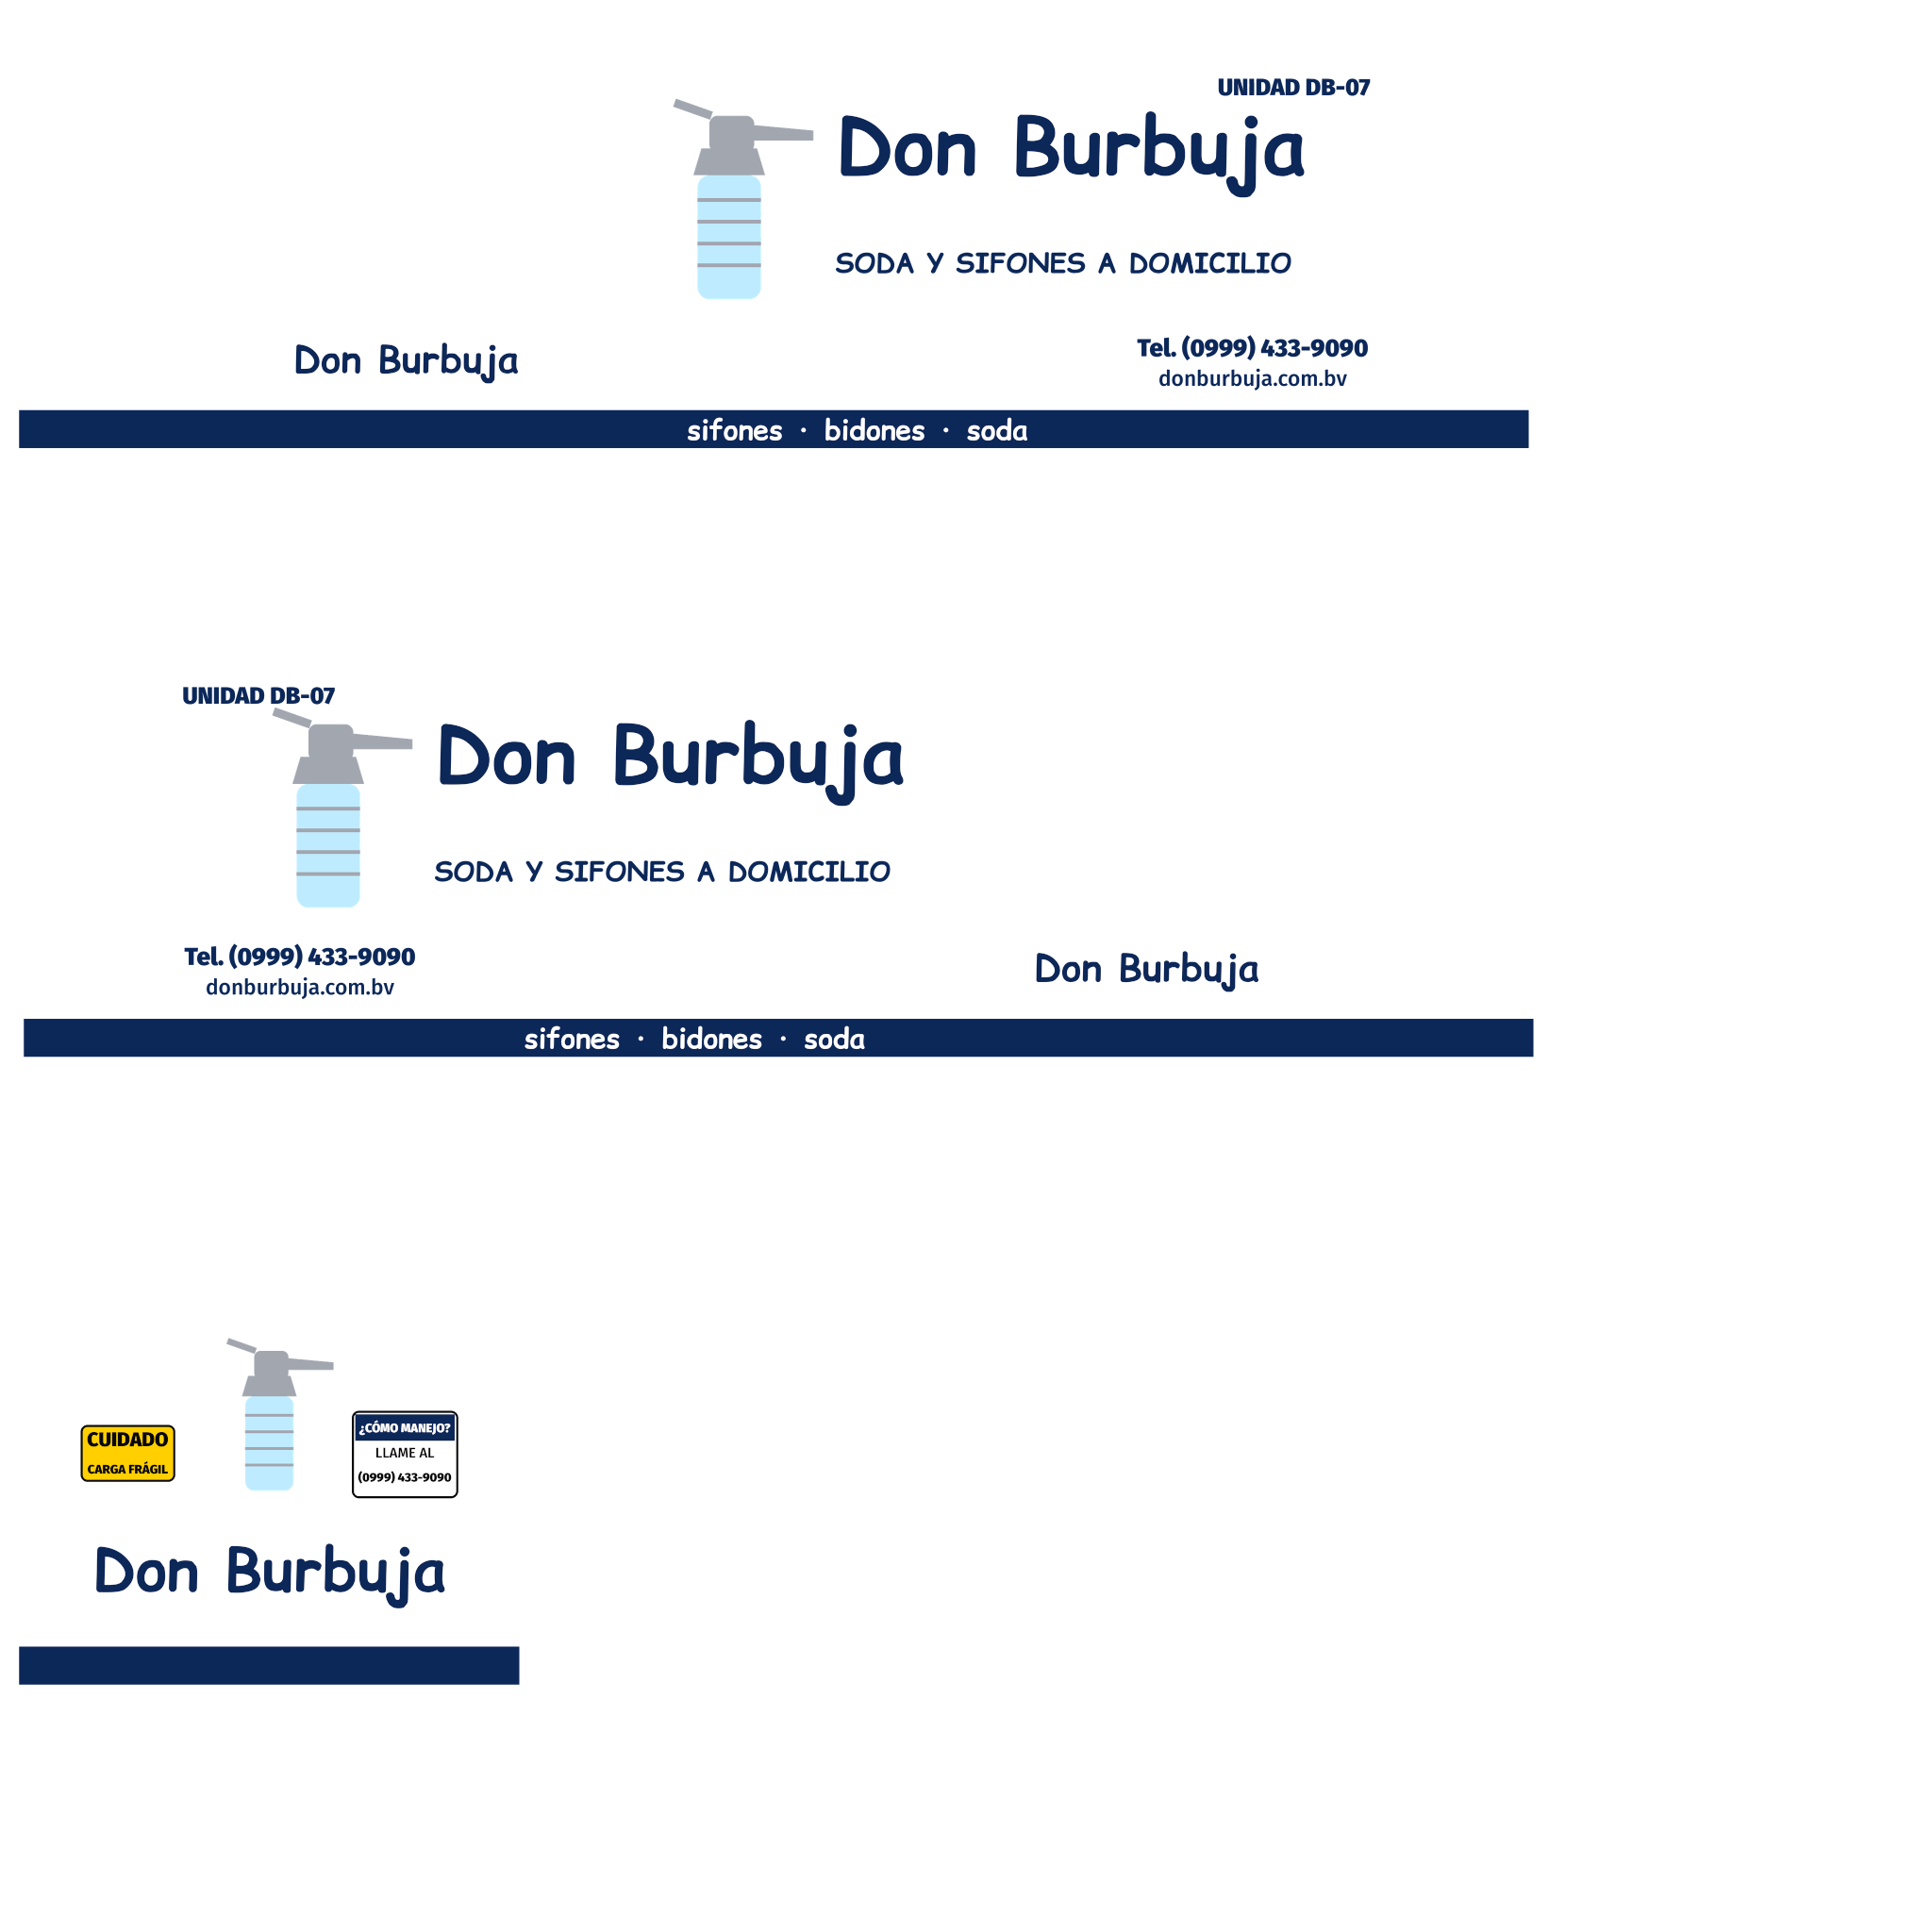 UNIDAD DB-07
Don Burbuja
SODA Y SIFONES A DOMICILIO
Don Burbuja
Tel. (0999) 433-9090
donburbuja.com.bv
sifones · bidones · soda
UNIDAD DB-07
Don Burbuja
SODA Y SIFONES A DOMICILIO
Tel. (0999) 433-9090
donburbuja.com.bv
Don Burbuja
sifones · bidones · soda
CUIDADO
CARGA FRÁGIL
¿CÓMO MANEJO?
LLAME AL
(0999) 433-9090
Don Burbuja